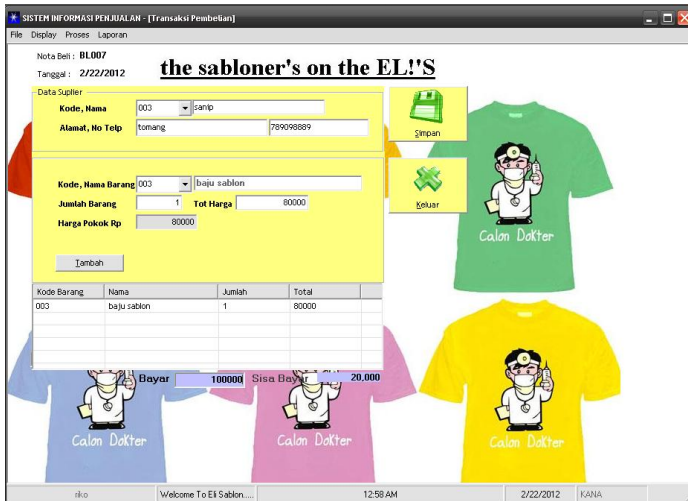 SISTEM INFORMASI PENJUALAN - [Transaksi Pembelian]
File Display Proses Laporan
Nota Beli : BL007
Tanggal : 2/22/2012
the sabloner's on the EL!'S
Data Suplier
Kode, Nama 003 sanip
Alamat, No Telp tomang 789098889
Simpan
Kode, Nama Barang 003 baju sablon
Jumlah Barang 1 Tot Harga 80000
Harga Pokok Rp 80000
Keluar
Tambah
Kode Barang Nama Jumlah Total
003 baju sablon 1 80000
Bayar 100000 Sisa Bayar 20,000
Calon Dokter
Calon Dokter
Calon Dokter
Calon Dokter
riko Welcome To Eli Sablon..... 12:58 AM 2/22/2012 KANA